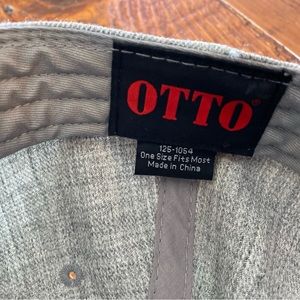 OTTO®
125-1054
One Size Fits Most
Made in China